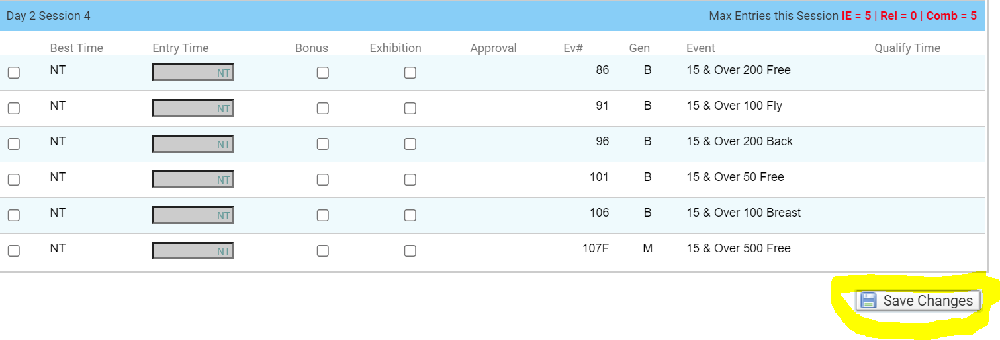 Day 2 Session 4 Max Entries this Session IE = 5 | Rel = 0 | Comb = 5
Best Time Entry Time Bonus Exhibition Approval Ev# Gen Event Qualify Time
NT NT 86 B 15 & Over 200 Free
NT NT 91 B 15 & Over 100 Fly
NT NT 96 B 15 & Over 200 Back
NT NT 101 B 15 & Over 50 Free
NT NT 106 B 15 & Over 100 Breast
NT NT 107F M 15 & Over 500 Free
Save Changes